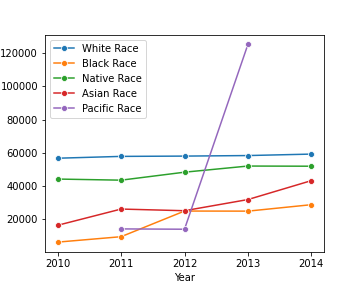 White Race
Black Race
Native Race
Asian Race
Pacific Race
120000
100000
80000
60000
40000
20000
2010 2011 2012 2013 2014
Year